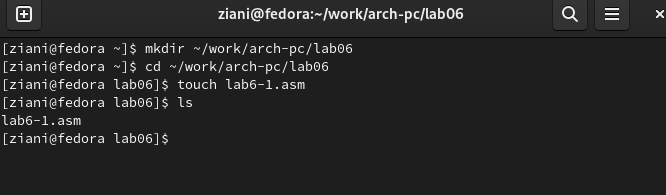 ziani@fedora:~/work/arch-pc/lab06
[ziani@fedora ~]$ mkdir ~/work/arch-pc/lab06
[ziani@fedora ~]$ cd ~/work/arch-pc/lab06
[ziani@fedora lab06]$ touch lab6-1.asm
[ziani@fedora lab06]$ ls
lab6-1.asm
[ziani@fedora lab06]$